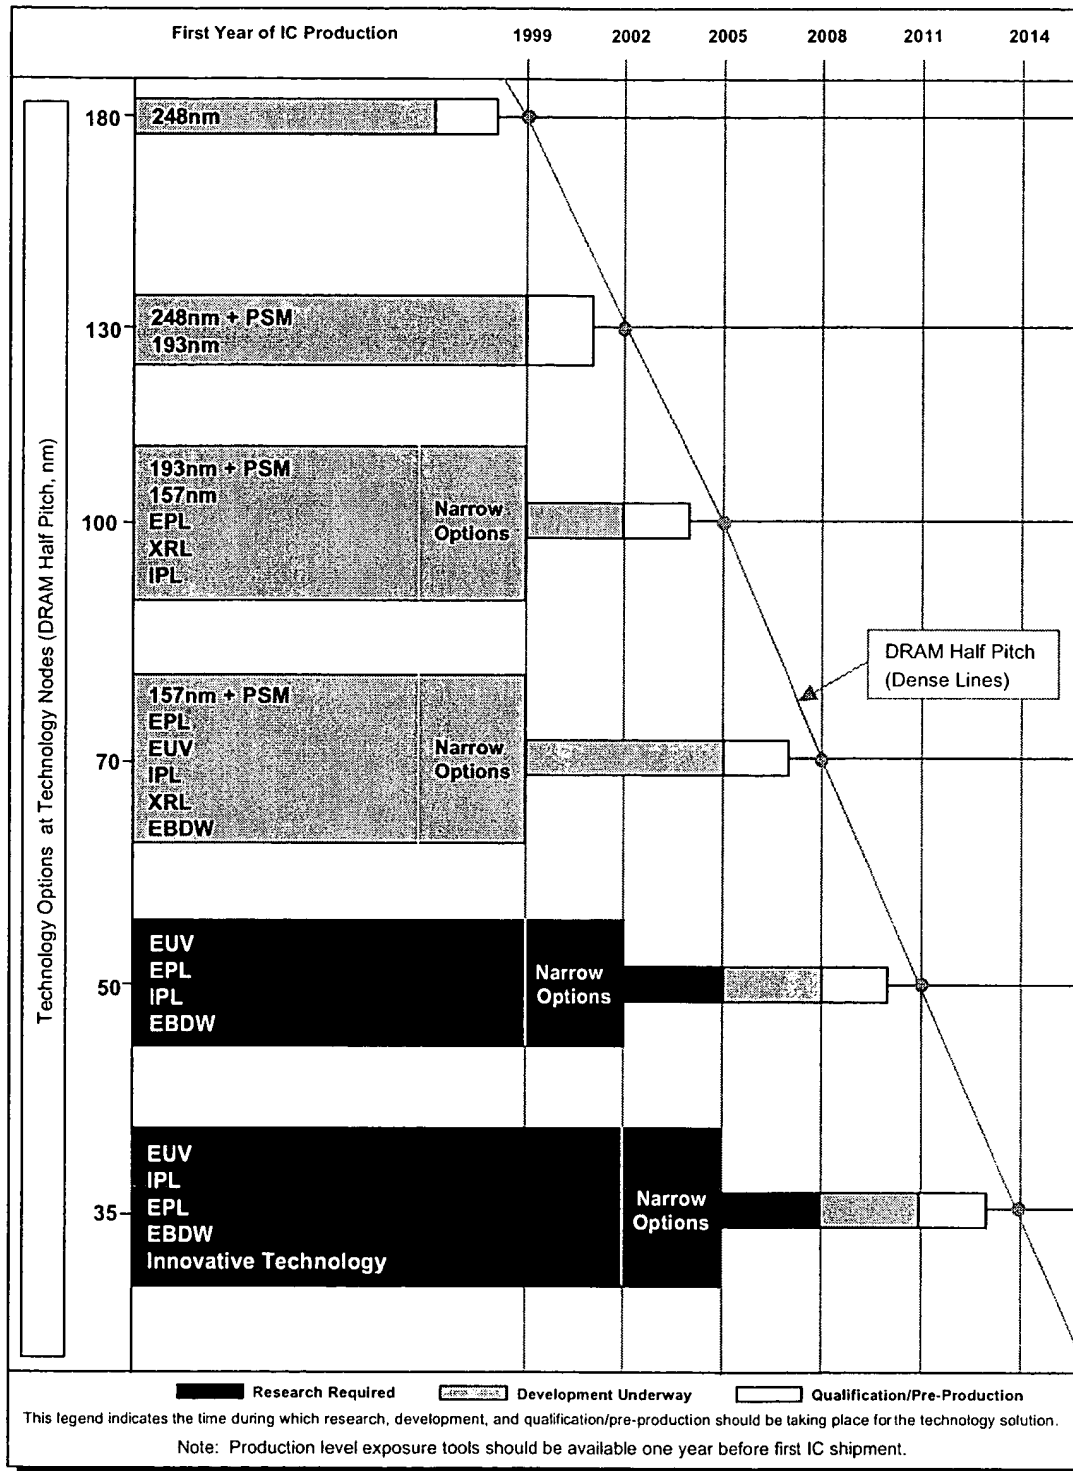 First Year of IC Production 1999 2002 2005 2008 2011 2014
Technology Options at Technology Nodes (DRAM Half Pitch, nm)
180
248nm
130
248nm + PSM
193nm
100
193nm + PSM
157nm
EPL
XRL
IPL
Narrow
Options
DRAM Half Pitch
(Dense Lines)
70
157nm + PSM
EPL
EUV
IPL
XRL
EBDW
Narrow
Options
50
EUV
EPL
IPL
EBDW
Narrow
Options
35
EUV
IPL
EPL
EBDW
Innovative Technology
Narrow
Options
Research Required Development Underway Qualification/Pre-Production
This legend indicates the time during which research, development, and qualification/pre-production should be taking place for the technology solution.
Note: Production level exposure tools should be available one year before first IC shipment.